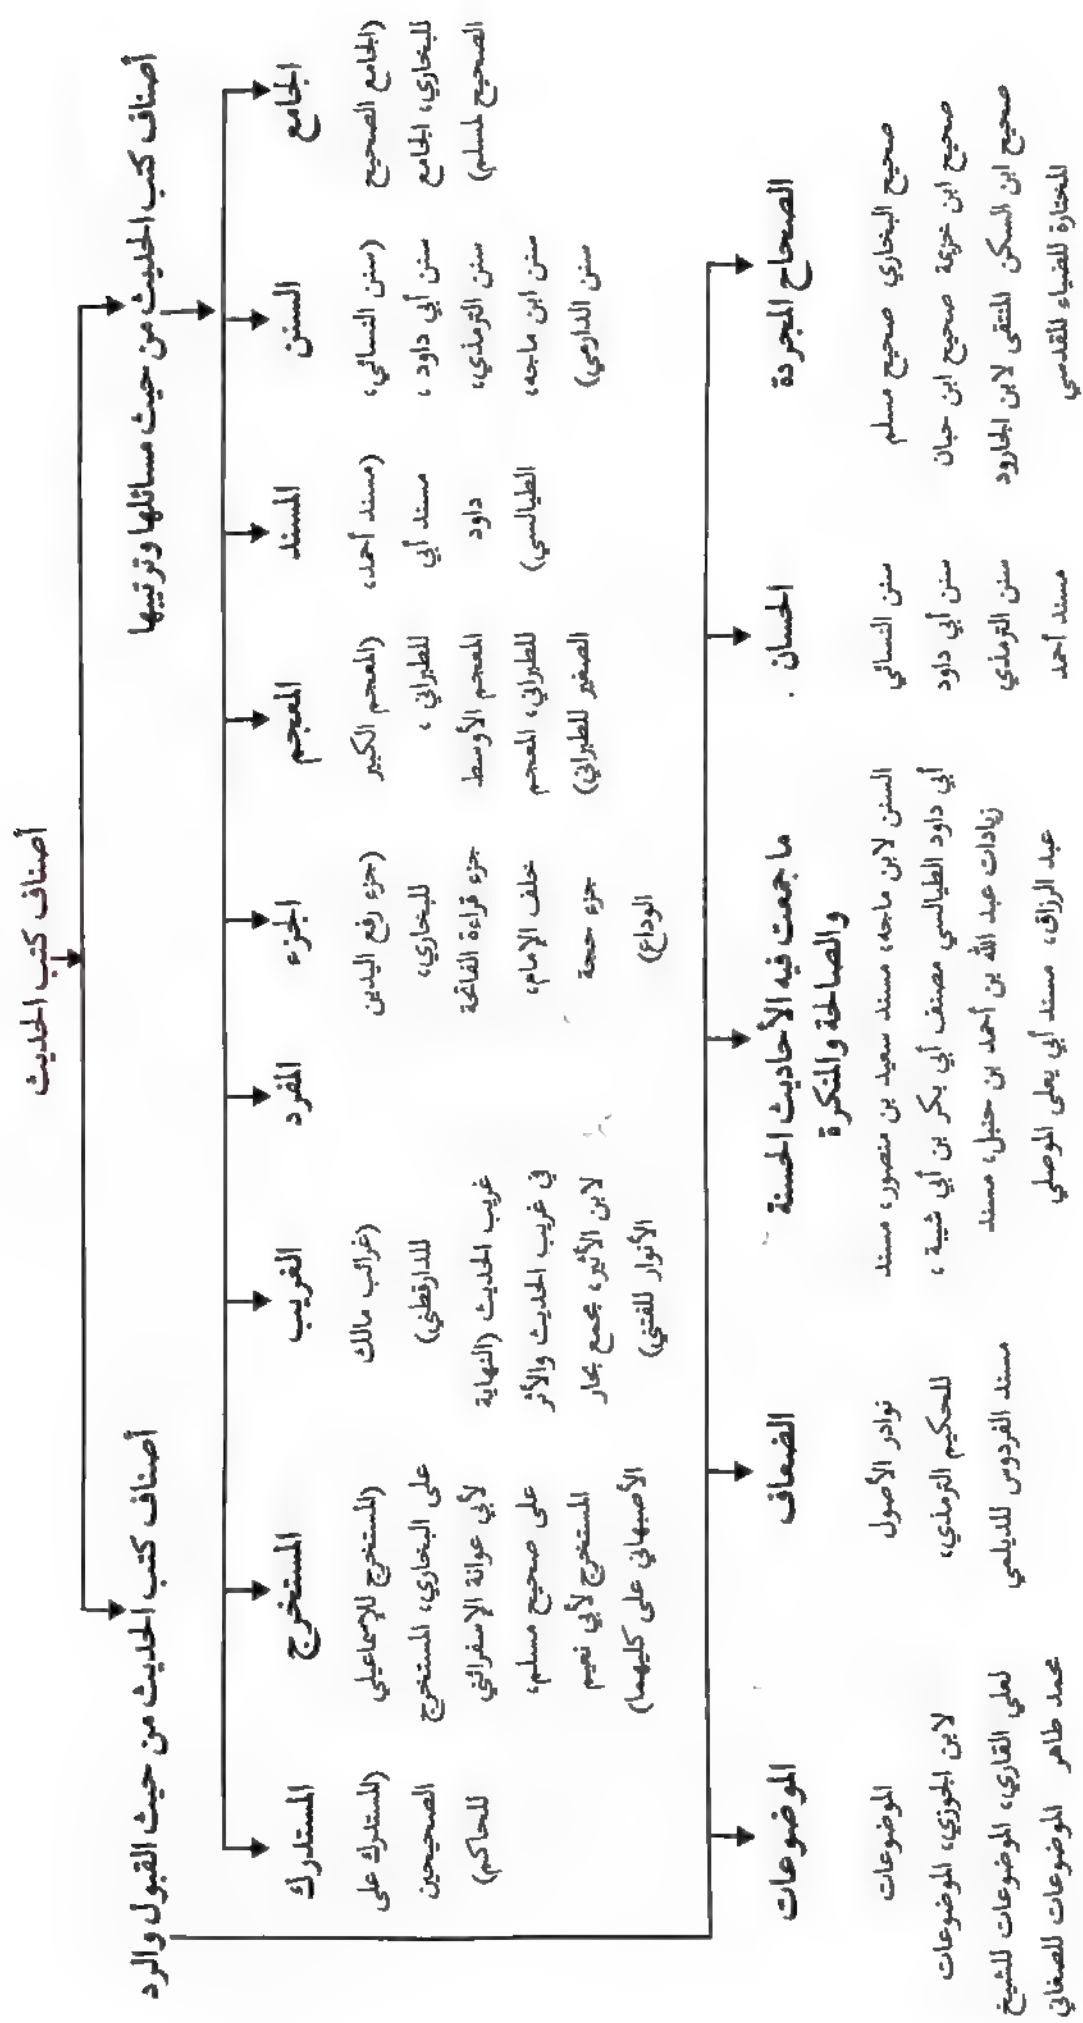 أصناف كتب الحديث
أصناف كتب الحديث من حيث مسائلها وترتيبها
أصناف كتب الحديث من حيث القبول والرد
الجامع
(الجامع الصحيح
للبخاري، الجامع
الصحيح لمسلم)
السنن
(سنن النسائي،
سنن أبي داود ،
سنن الترمذي،
سنن ابن ماجه،
سنن الدارمي)
المسند
(مسند أحمد،
مسند أبي
داود
الطيالسي)
المعجم
(المعجم الكبير
للطبراني ،
المعجم الأوسط
للطبراني، المعجم
الصغير للطبراني)
الجزء
(جزء رفع اليدين
للبخاري،
جزء قراءة الفاتحة
خلف الإمام،
جزء حجة
الوداع)
المفرد
الغريب
(غرائب مالك
للدارقطني)
غريب الحديث (النهاية
في غريب الحديث والأثر
لابن الأثير، مجمع بحار
الأنوار للفتني)
المستخرج
(المستخرج للإسماعيلي
على البخاري، المستخرج
لأبي عوانة الإسفرائني
على صحيح مسلم،
المستخرج لأبي نعيم
الأصبهاني على كليهما)
المستدرك
(المستدرك على
الصحيحين
للحاكم)
الصحاح المجردة
صحيح البخاري صحيح مسلم
صحيح ابن خزيمة صحيح ابن حبان
صحيح ابن السكن المنتقى لابن الجارود
المختارة للضياء المقدسي
الحسان .
سنن النسائي
سنن أبي داود
سنن الترمذي
مسند أحمد
ما جمعت فيه الأحاديث الحسنة
والصالحة والمنكرة
السنن لابن ماجه، مسند سعيد بن منصور، مسند
أبي داود الطيالسي مصنف أبي بكر بن أبي شيبة ،
زيادات عبد الله بن أحمد بن حنبل، مسند
عبد الرزاق، مسند أبي يعلى الموصلي
الضعاف
نوادر الأصول
للحكيم الترمذي،
مسند الفردوس للديلمي
الموضوعات
الموضوعات
لابن الجوزي، الموضوعات
لعلي القاري، الموضوعات للشيخ
محمد طاهر الموضوعات للصغاني